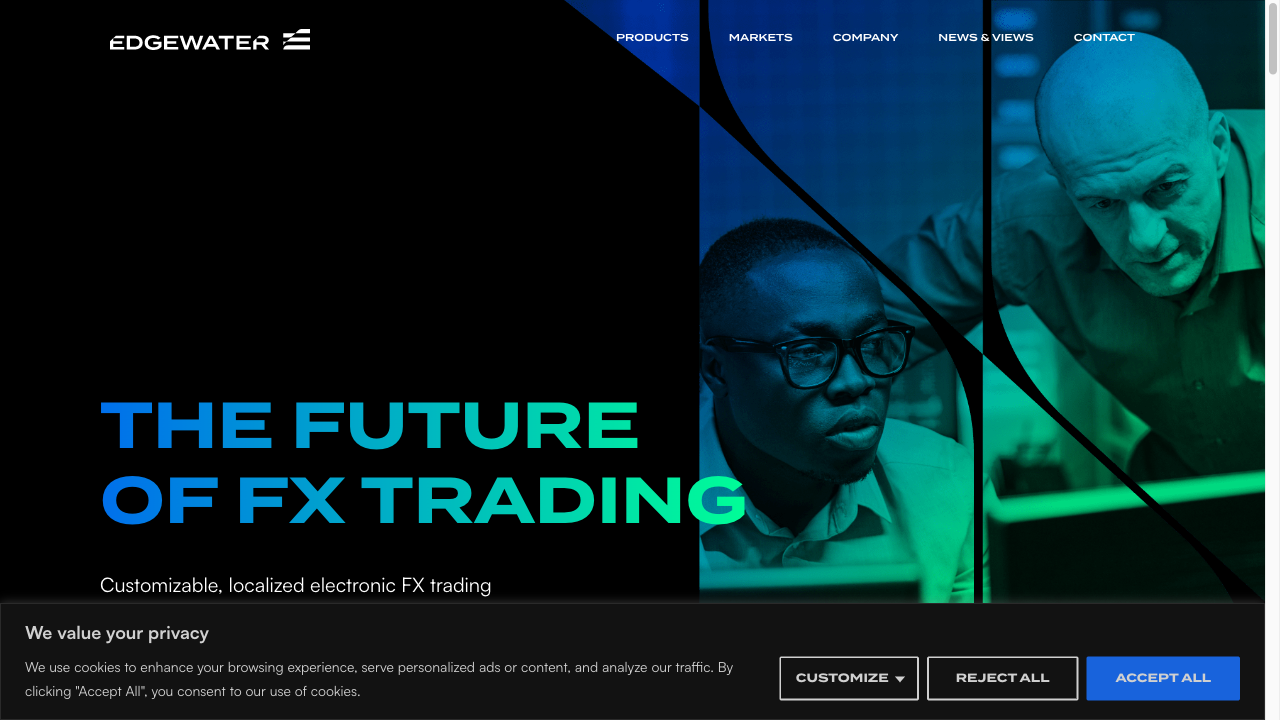 EDGEWATER
PRODUCTS MARKETS COMPANY NEWS & VIEWS CONTACT
THE FUTURE
OF FX TRADING
Customizable, localized electronic FX trading
We value your privacy
We use cookies to enhance your browsing experience, serve personalized ads or content, and analyze our traffic. By
clicking "Accept All", you consent to our use of cookies.
CUSTOMIZE REJECT ALL ACCEPT ALL